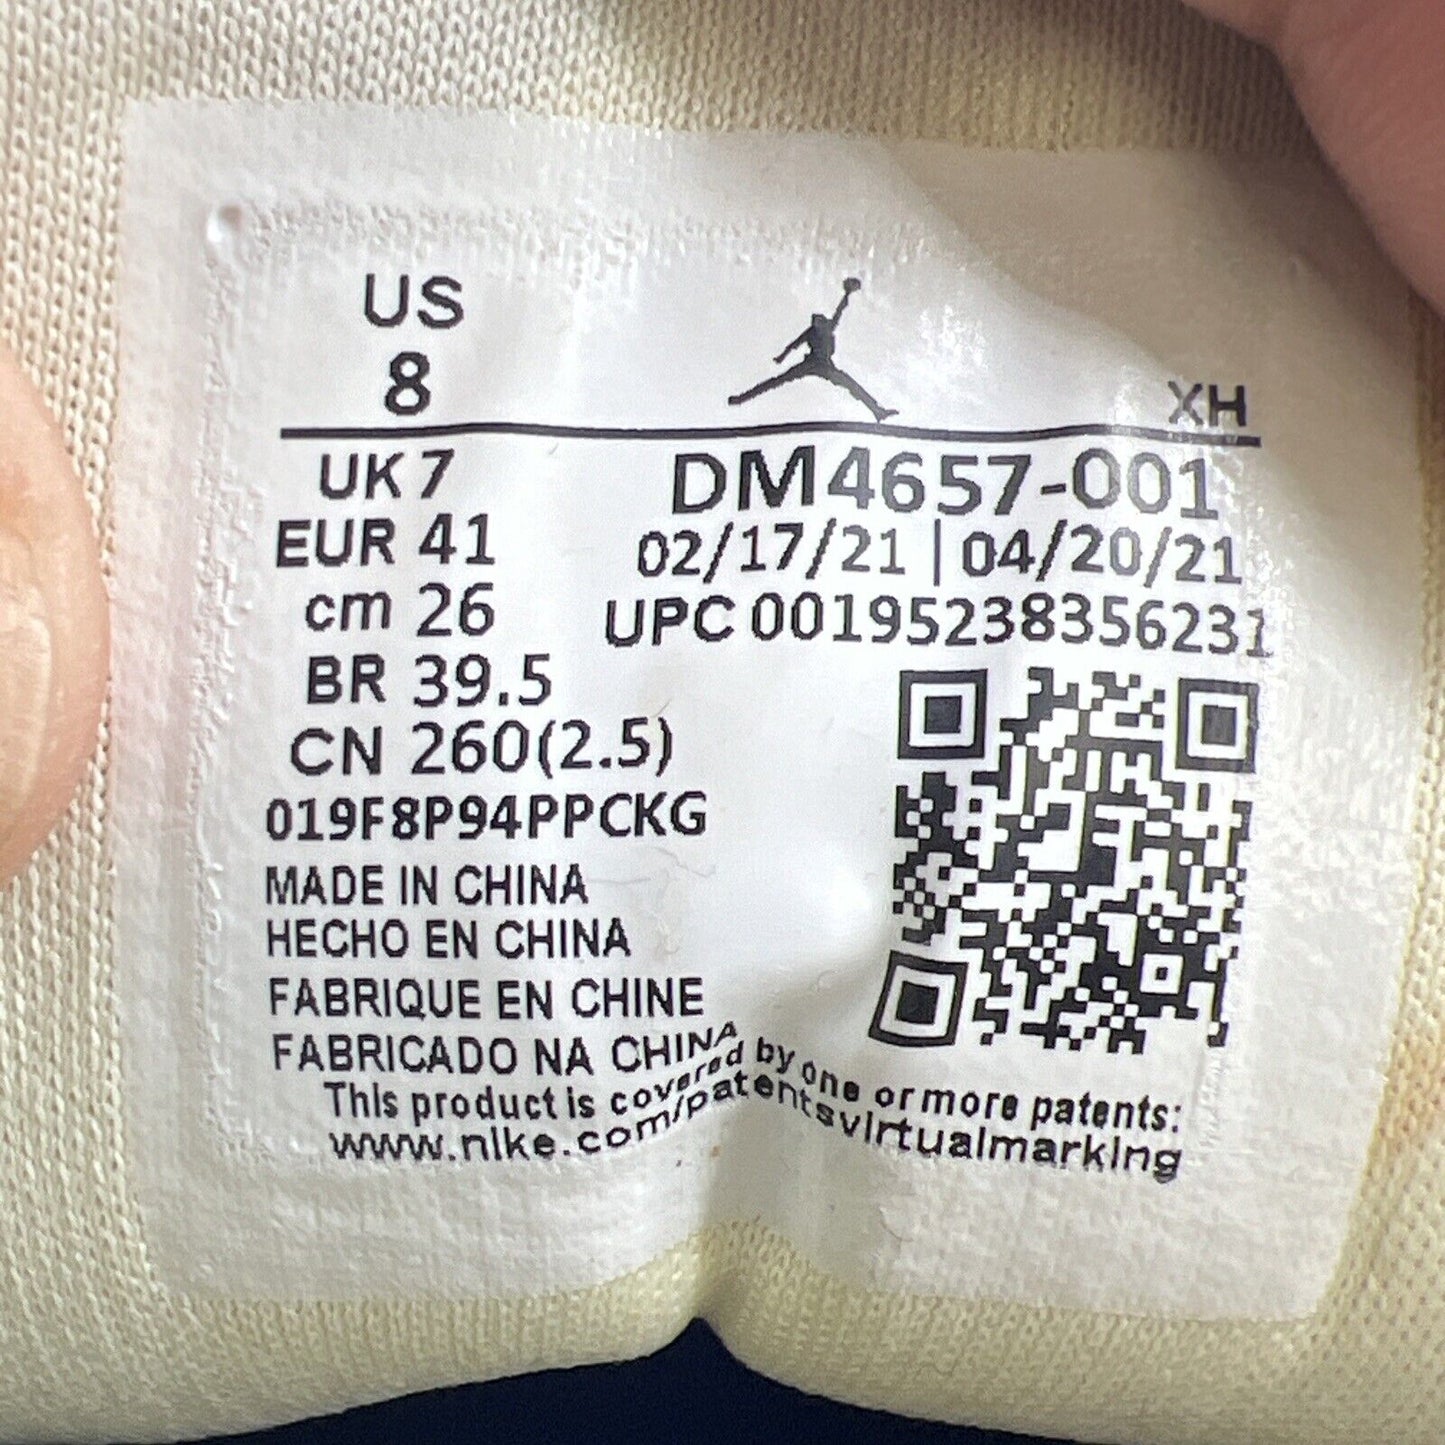 US
8
XH
UK 7
DM4657-001
EUR 41
02/17/21 | 04/20/21
cm 26
UPC 00195238356231
BR 39.5
CN 260(2.5)
019F8P94PPCKG
MADE IN CHINA
HECHO EN CHINA
FABRIQUE EN CHINE
FABRICADO NA CHINA
This product is covered by one or more patents:
www.nike.com/patentsvirtualmarking